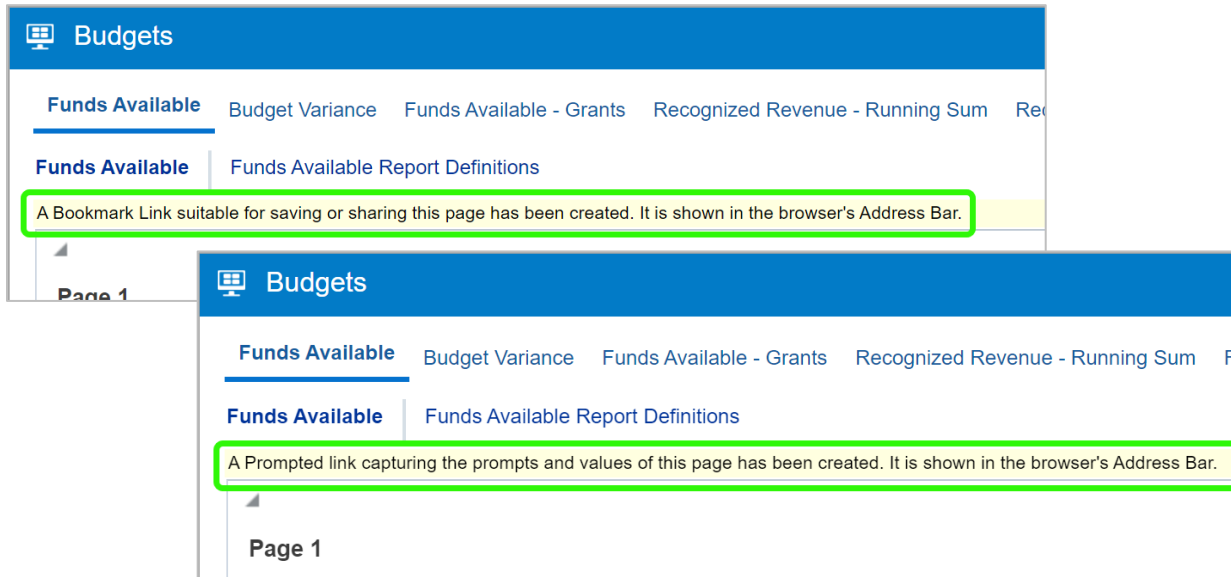 Budgets
Funds Available Budget Variance Funds Available - Grants Recognized Revenue - Running Sum
Funds Available Funds Available Report Definitions
A Bookmark Link suitable for saving or sharing this page has been created. It is shown in the browser's Address Bar.
Page 1
Budgets
Funds Available Budget Variance Funds Available - Grants Recognized Revenue - Running Sum
Funds Available Funds Available Report Definitions
A Prompted link capturing the prompts and values of this page has been created. It is shown in the browser's Address Bar.
Page 1